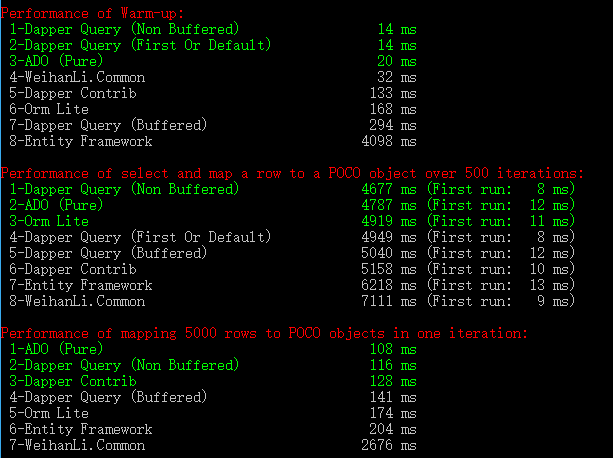 Performance of Warm-up:
1-Dapper Query (Non Buffered) 14 ms
2-Dapper Query (First Or Default) 14 ms
3-ADO (Pure) 20 ms
4-WeihanLi.Common 32 ms
5-Dapper Contrib 133 ms
6-Orm Lite 168 ms
7-Dapper Query (Buffered) 294 ms
8-Entity Framework 4098 ms
Performance of select and map a row to a POCO object over 500 iterations:
1-Dapper Query (Non Buffered) 4677 ms (First run: 8 ms)
2-ADO (Pure) 4787 ms (First run: 12 ms)
3-Orm Lite 4919 ms (First run: 11 ms)
4-Dapper Query (First Or Default) 4949 ms (First run: 8 ms)
5-Dapper Query (Buffered) 5040 ms (First run: 12 ms)
6-Dapper Contrib 5158 ms (First run: 10 ms)
7-Entity Framework 6218 ms (First run: 13 ms)
8-WeihanLi.Common 7111 ms (First run: 9 ms)
Performance of mapping 5000 rows to POCO objects in one iteration:
1-ADO (Pure) 108 ms
2-Dapper Query (Non Buffered) 116 ms
3-Dapper Contrib 128 ms
4-Dapper Query (Buffered) 141 ms
5-Orm Lite 174 ms
6-Entity Framework 204 ms
7-WeihanLi.Common 2676 ms